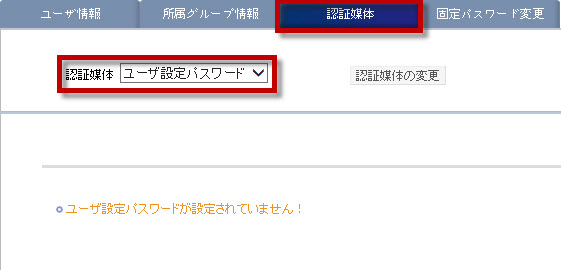 ユーザ情報 所属グループ情報 認証媒体 固定パスワード変更
認証媒体 ユーザ設定パスワード 認証媒体の変更
ユーザ設定パスワードが設定されていません！